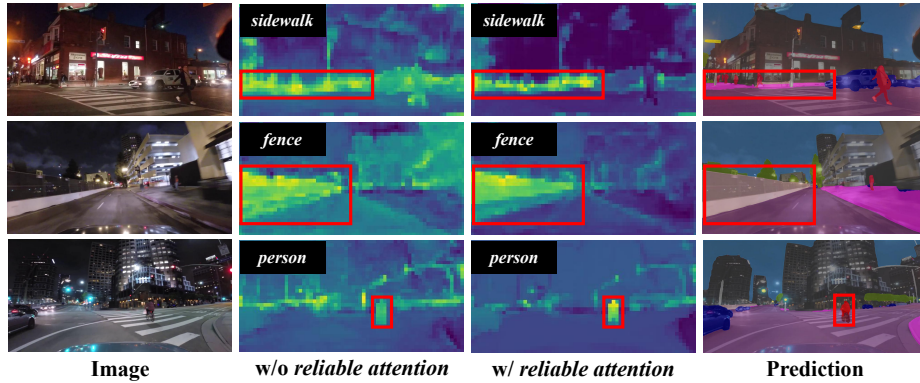 sidewalk
sidewalk
fence
fence
person
person
Image
w/o reliable attention
w/ reliable attention
Prediction